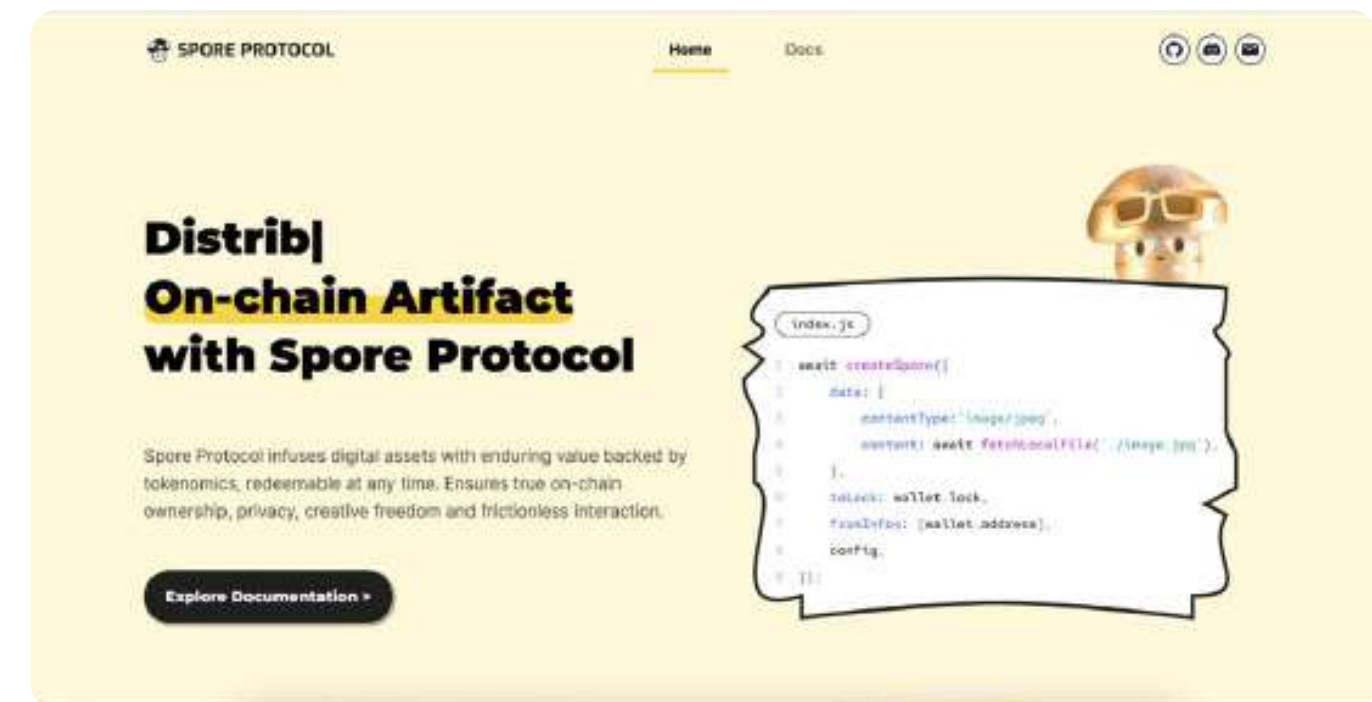 SPORE PROTOCOL
Home
Docs
Distrib|
On-chain Artifact
with Spore Protocol
Spore Protocol infuses digital assets with enduring value backed by
tokenomics, redeemable at any time. Ensures true on-chain
ownership, privacy, creative freedom and frictionless interaction.
Explore Documentation >
index.js
1 await createSpore({
2 data: {
3 contentType: 'image/jpeg',
4 content: await fetchLocalFile('./image.jpg'),
5 },
6 toLock: wallet.lock,
7 fromInfos: [wallet.address],
8 config,
9 });